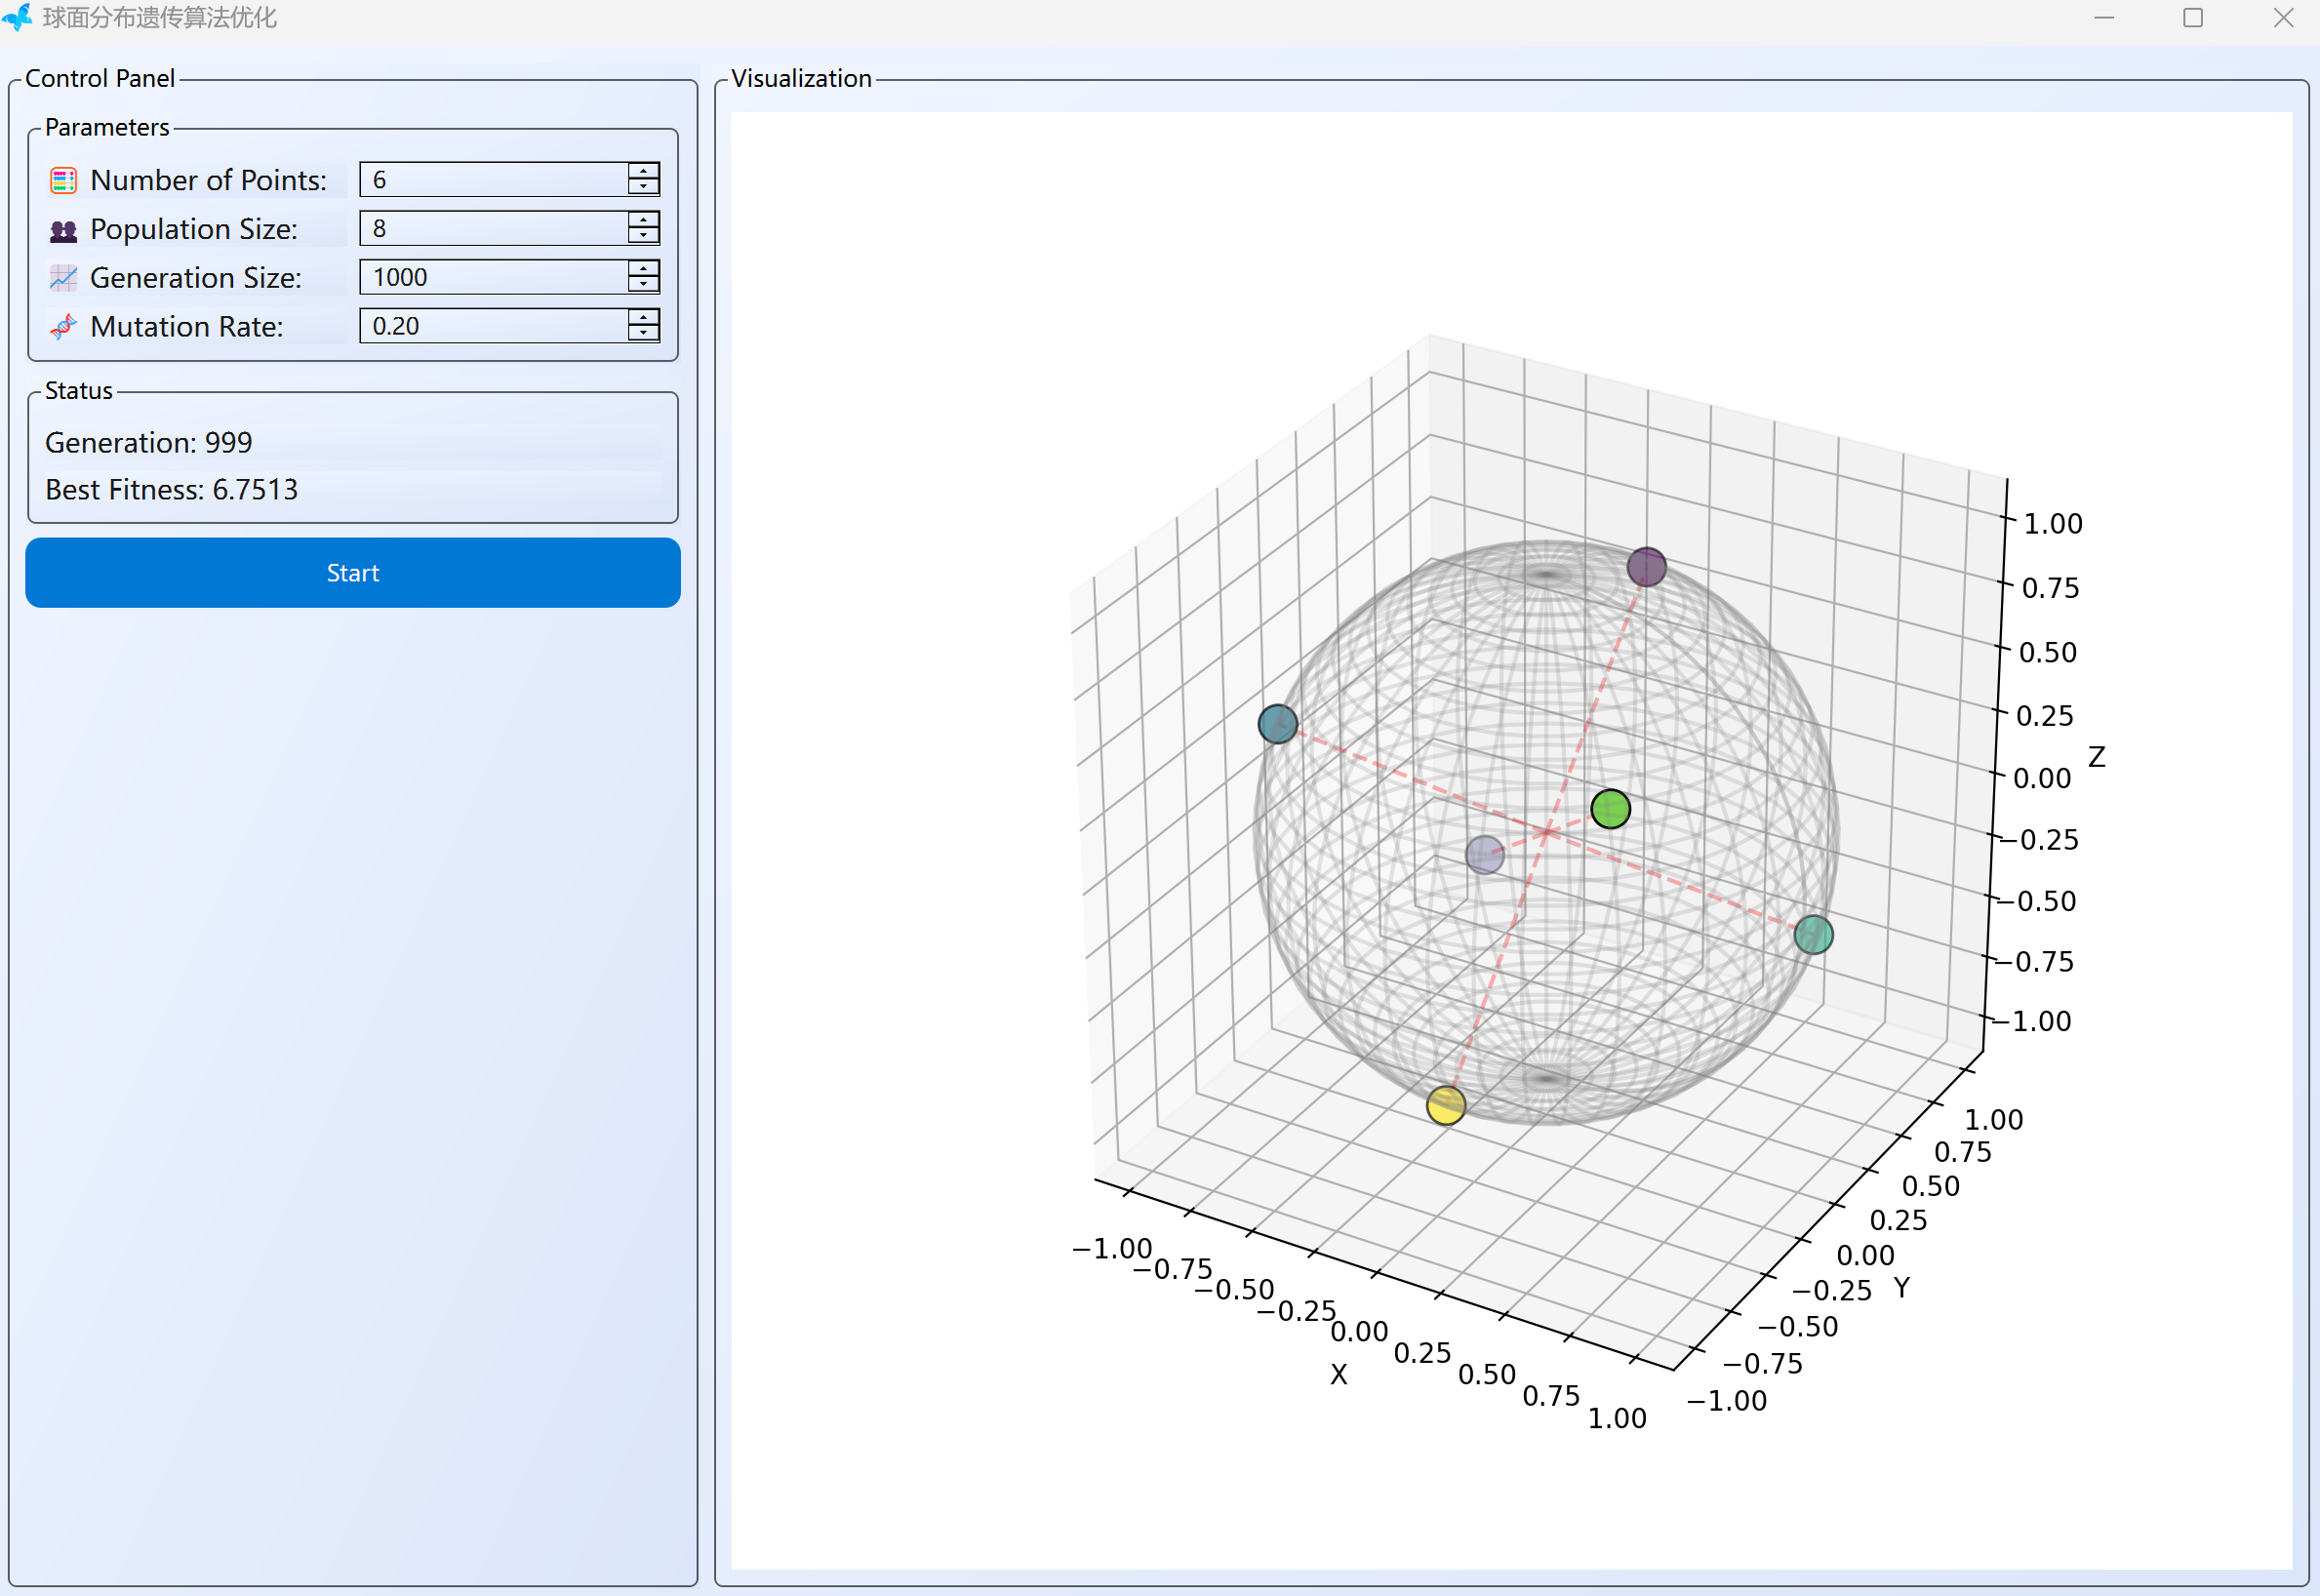 球面分布遗传算法优化
Control Panel
Parameters
Number of Points: 6
Population Size: 8
Generation Size: 1000
Mutation Rate: 0.20
Status
Generation: 999
Best Fitness: 6.7513
Start
Visualization
1.00
0.75
0.50
0.25
0.00
Z
−0.25
−0.50
−0.75
−1.00
1.00
0.75
0.50
0.25
0.00
−0.25
Y
−0.50
−0.75
−1.00
−1.00
−0.75
−0.50
−0.25
0.00
0.25
0.50
0.75
1.00
X